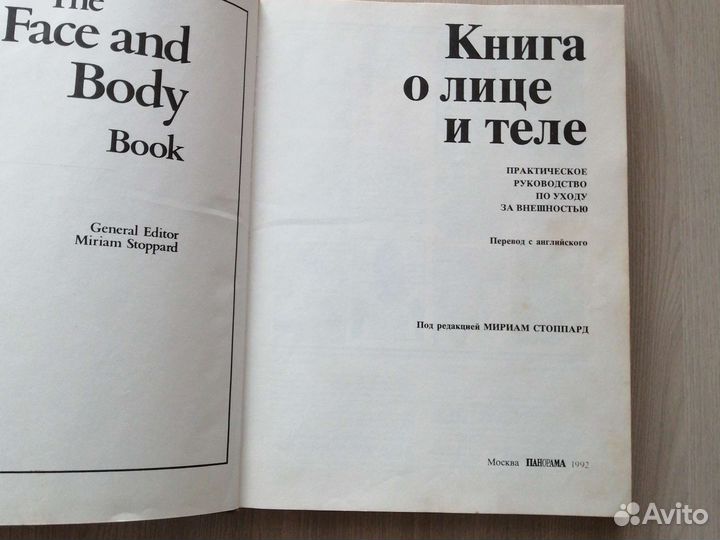 The
Face and
Body
Book
General Editor
Miriam Stoppard
Книга
о лице
и теле
ПРАКТИЧЕСКОЕ
РУКОВОДСТВО
ПО УХОДУ
ЗА ВНЕШНОСТЬЮ
Перевод с английского
Под редакцией МИРИАМ СТОППАРД
Москва ПАНОРАМА 1992
Avito